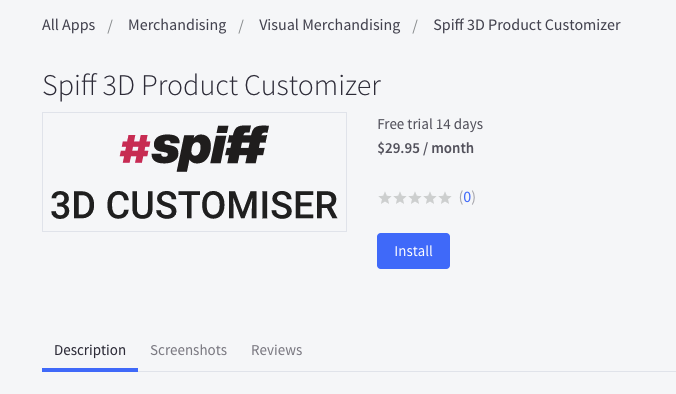 All Apps / Merchandising / Visual Merchandising / Spiff 3D Product Customizer
Spiff 3D Product Customizer
#spiff
3D CUSTOMISER
Free trial 14 days
$29.95 / month
(0)
Install
Description Screenshots Reviews